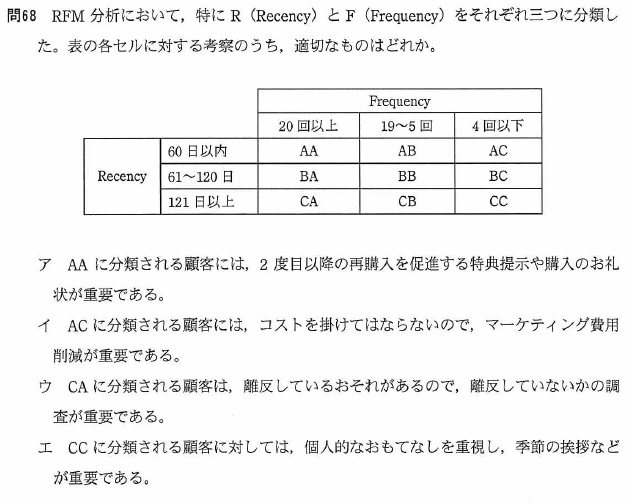 問68 RFM 分析において，特に R（Recency）と F（Frequency）をそれぞれ三つに分類し
た。表の各セルに対する考察のうち，適切なものはどれか。
Frequency
20 回以上 19～5 回 4 回以下
60 日以内 AA AB AC
Recency 61～120 日 BA BB BC
121 日以上 CA CB CC
ア AA に分類される顧客には，2 度目以降の再購入を促進する特典提示や購入のお礼
状が重要である。
イ AC に分類される顧客には，コストを掛けてはならないので，マーケティング費用
削減が重要である。
ウ CA に分類される顧客は，離反しているおそれがあるので，離反していないかの調
査が重要である。
エ CC に分類される顧客に対しては，個人的なおもてなしを重視し，季節の挨拶など
が重要である。